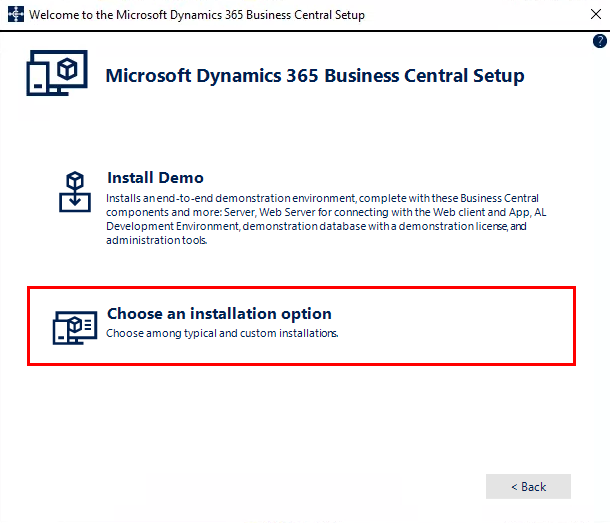 Welcome to the Microsoft Dynamics 365 Business Central Setup
?
Microsoft Dynamics 365 Business Central Setup
Install Demo
Installs an end-to-end demonstration environment, complete with these Business Central
components and more: Server, Web Server for connecting with the Web client and App, AL
Development Environment, demonstration database with a demonstration license, and
administration tools.
Choose an installation option
Choose among typical and custom installations.
< Back